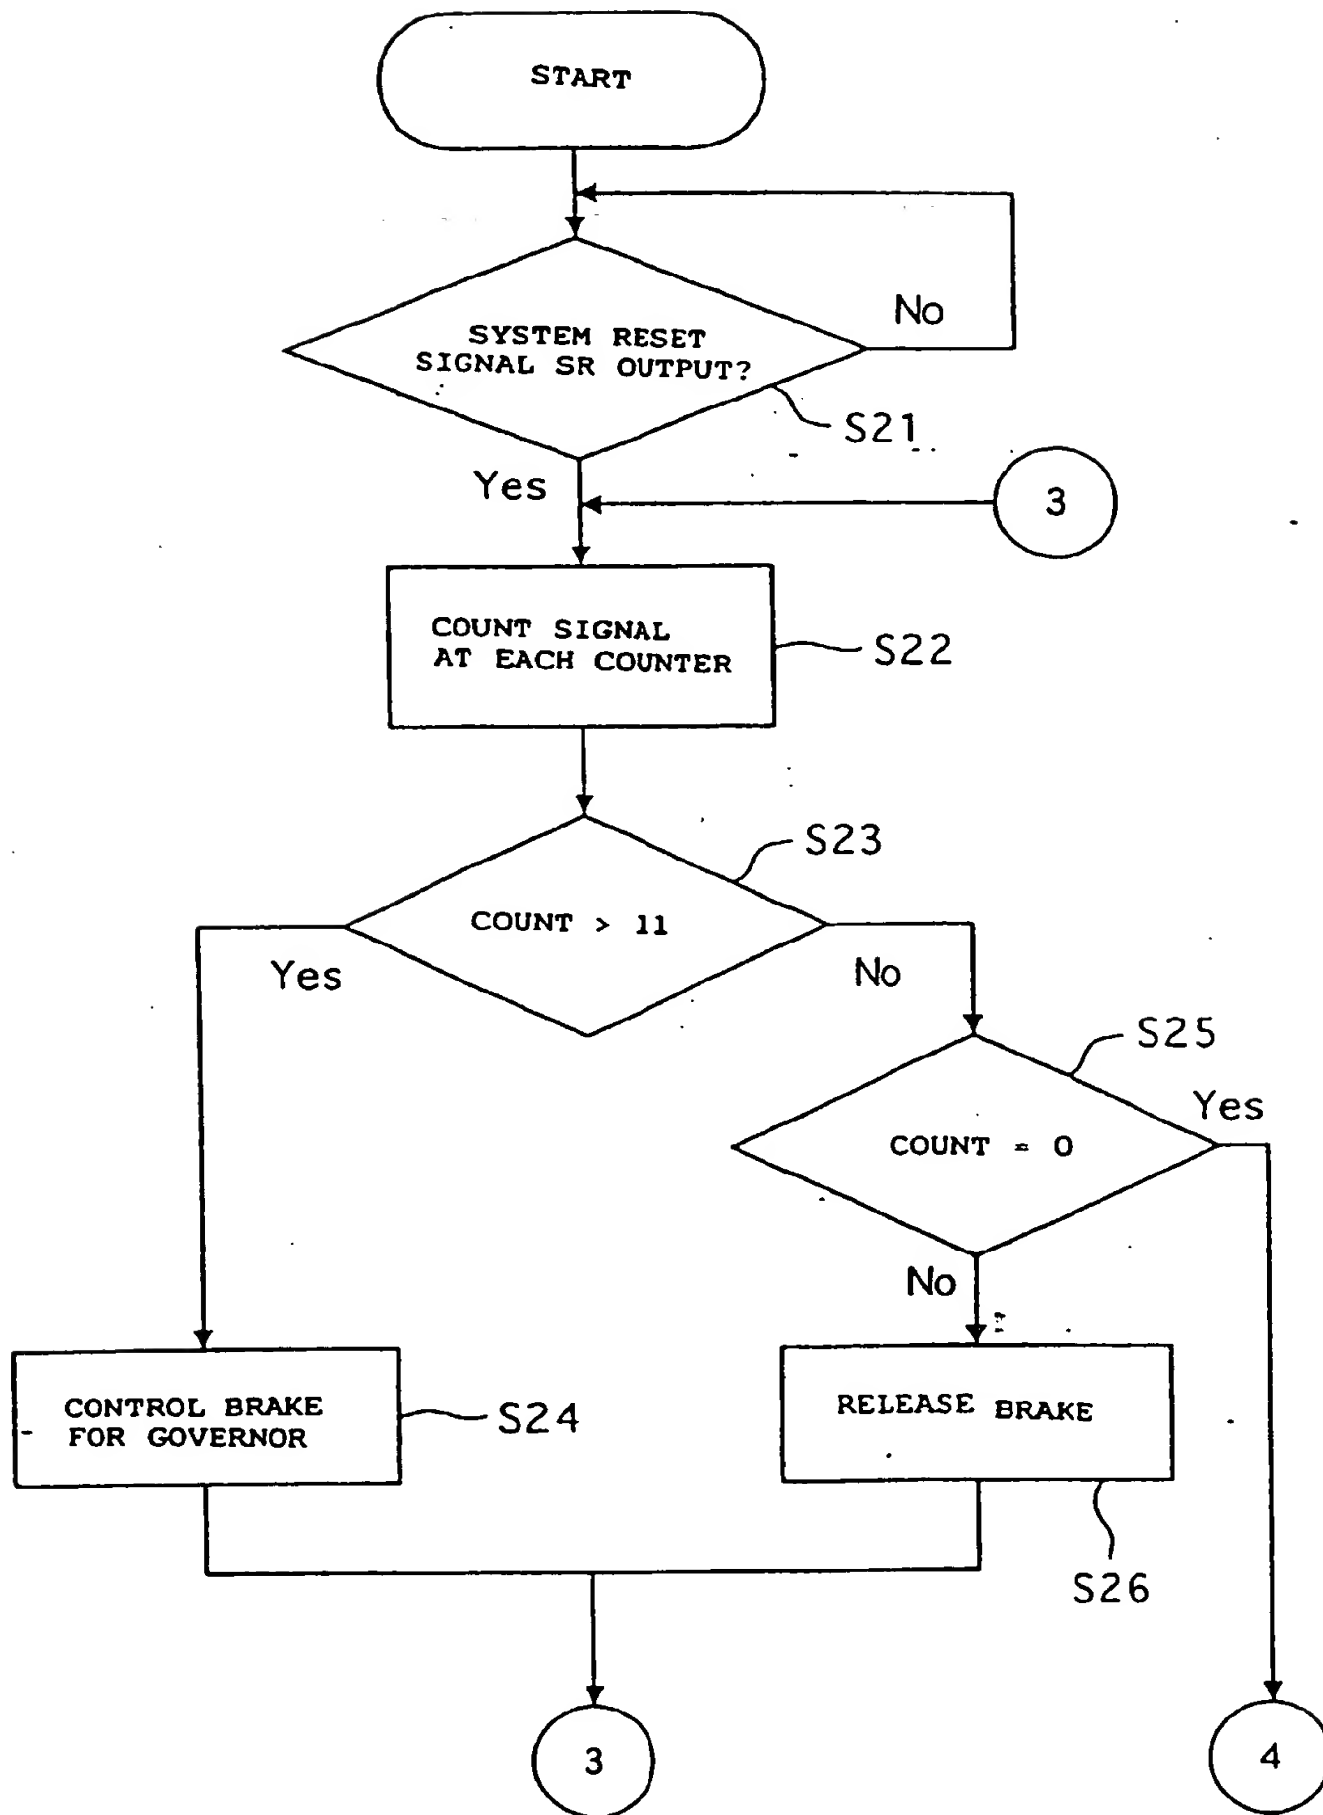 START
No
SYSTEM RESET
SIGNAL SR OUTPUT?
S21
Yes
3
COUNT SIGNAL
AT EACH COUNTER
S22
S23
COUNT > 11
Yes
No
S25
Yes
COUNT = 0
No
CONTROL BRAKE
FOR GOVERNOR
S24
RELEASE BRAKE
S26
3
4